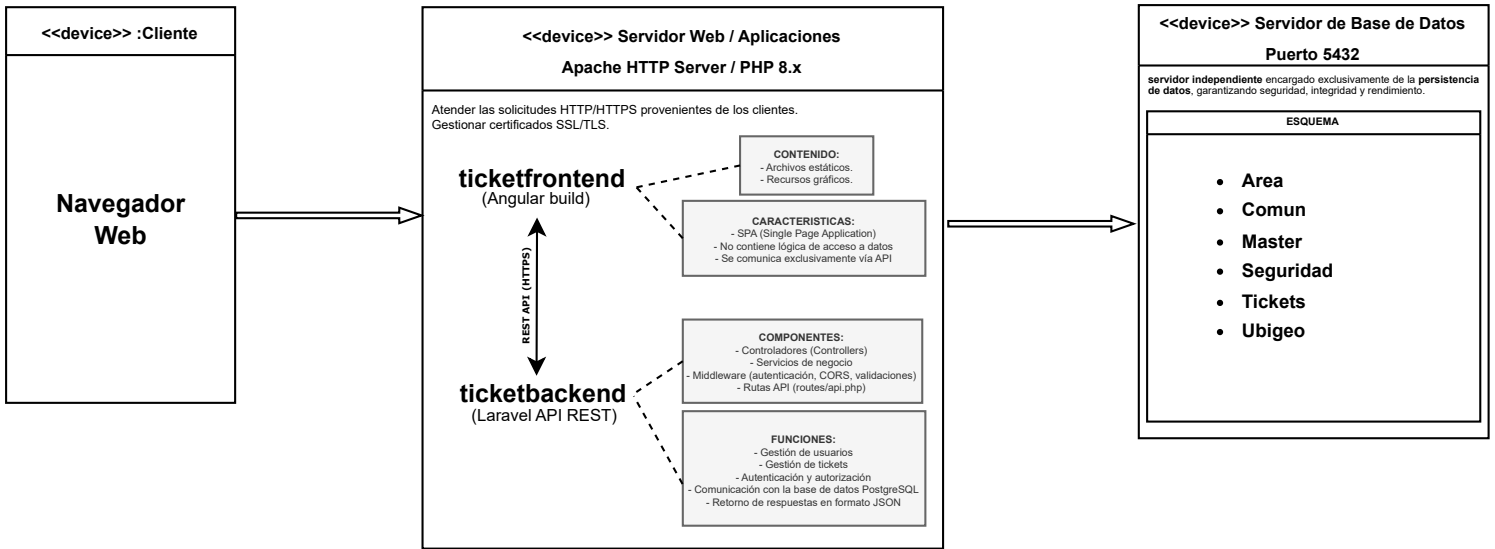 <<device>> :Cliente
Navegador
Web
<<device>> Servidor Web / Aplicaciones
Apache HTTP Server / PHP 8.x
Atender las solicitudes HTTP/HTTPS provenientes de los clientes.
Gestionar certificados SSL/TLS.
ticketfrontend
(Angular build)
CONTENIDO:
- Archivos estáticos.
- Recursos gráficos.
CARACTERISTICAS:
- SPA (Single Page Application)
- No contiene lógica de acceso a datos
- Se comunica exclusivamente vía API
REST API (HTTPS)
ticketbackend
(Laravel API REST)
COMPONENTES:
- Controladores (Controllers)
- Servicios de negocio
- Middleware (autenticación, CORS, validaciones)
- Rutas API (routes/api.php)
FUNCIONES:
- Gestión de usuarios
- Gestión de tickets
- Autenticación y autorización
- Comunicación con la base de datos PostgreSQL
- Retorno de respuestas en formato JSON
<<device>> Servidor de Base de Datos
Puerto 5432
servidor independiente encargado exclusivamente de la persistencia
de datos, garantizando seguridad, integridad y rendimiento.
ESQUEMA
• Area
• Comun
• Master
• Seguridad
• Tickets
• Ubigeo